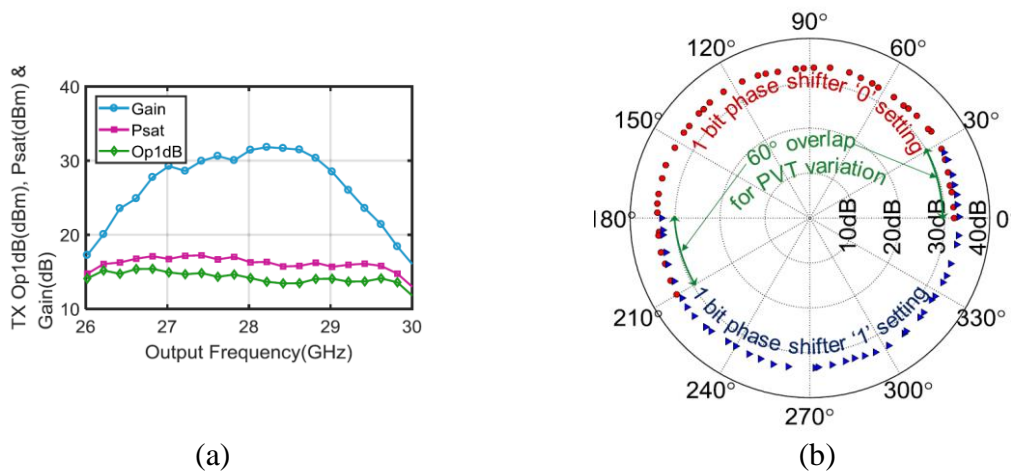 TX Op1dB(dBm), Psat(dBm) &
Gain(dB)
40
30
20
10
Gain
Psat
Op1dB
26
27
28
29
30
Output Frequency(GHz)
(a)
90°
120°
60°
150°
30°
180°
0°
210°
330°
240°
300°
270°
1 bit phase shifter '0' setting
60° overlap
for PVT variation
10dB
20dB
30dB
40dB
1 bit phase shifter '1' setting
(b)